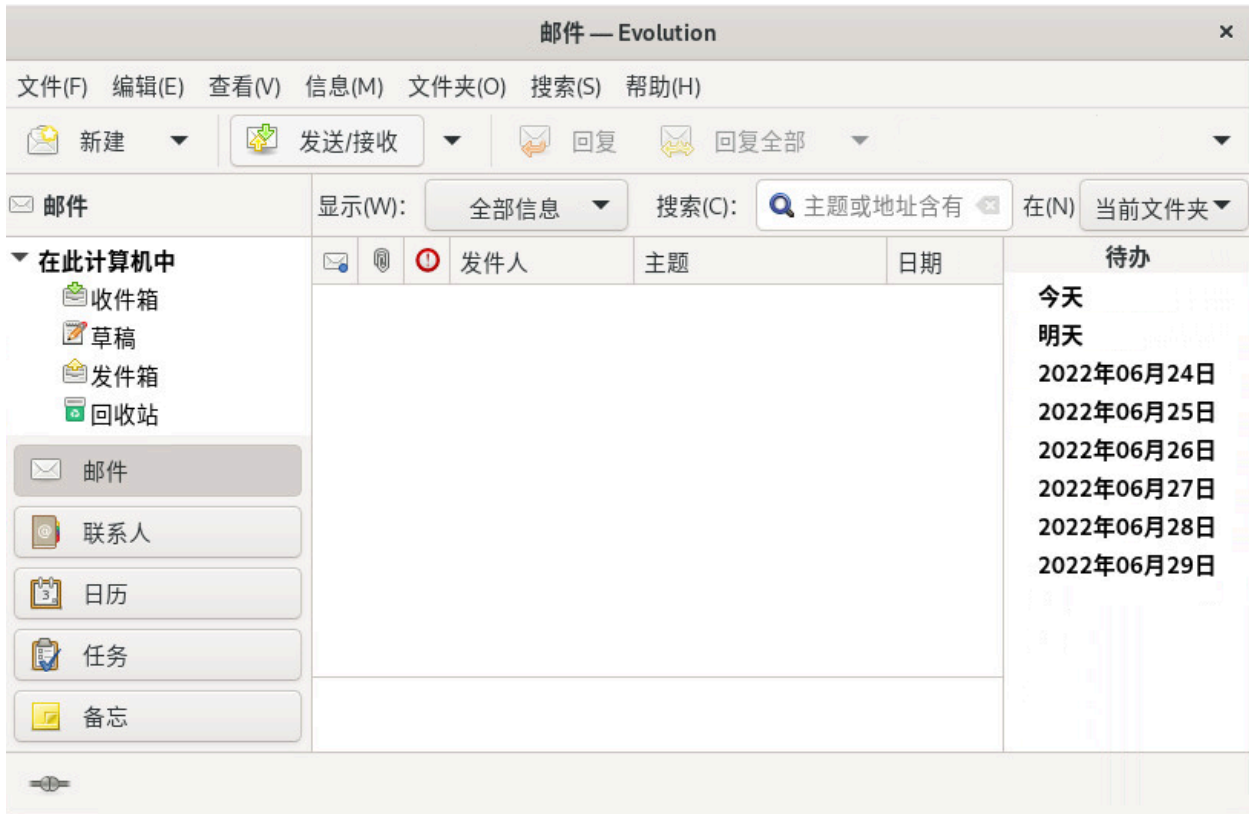 邮件 — Evolution
文件(F) 编辑(E) 查看(V) 信息(M) 文件夹(O) 搜索(S) 帮助(H)
新建 发送/接收 回复 回复全部
邮件 显示(W): 全部信息 搜索(C): 主题或地址含有 在(N) 当前文件夹
在此计算机中
收件箱
草稿
发件箱
回收站
邮件
联系人
日历
任务
备忘
发件人 主题 日期
待办
今天
明天
2022年06月24日
2022年06月25日
2022年06月26日
2022年06月27日
2022年06月28日
2022年06月29日